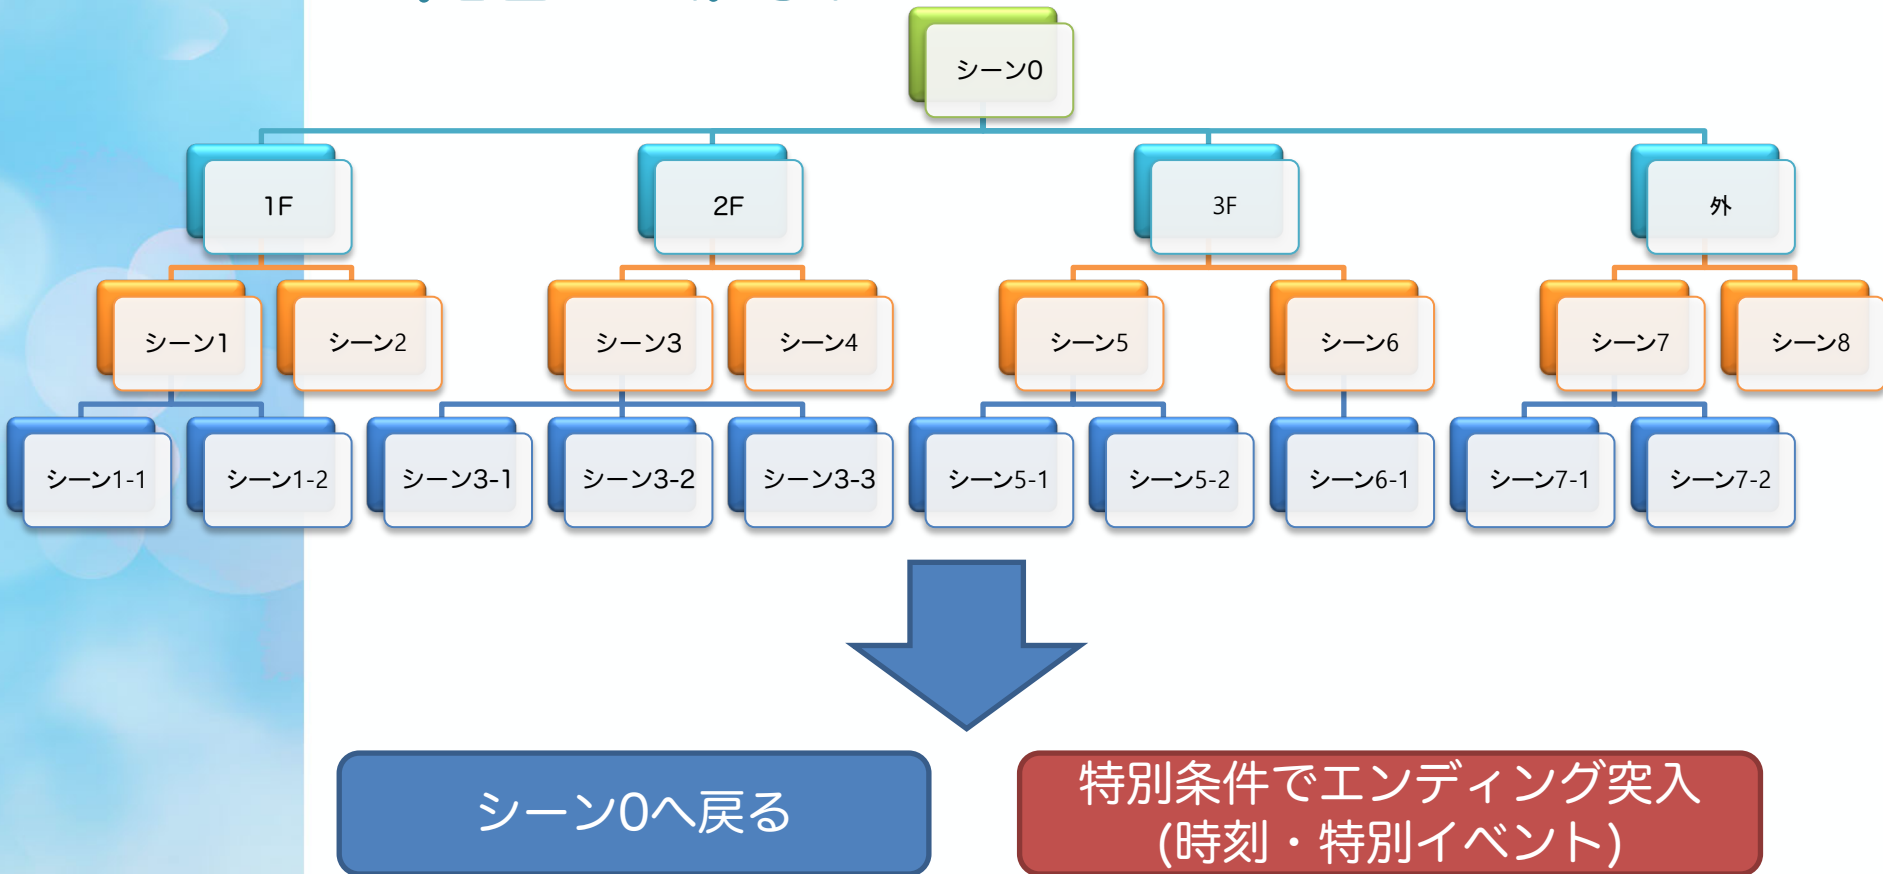 シーン0
1F
2F
3F
外
シーン1
シーン2
シーン3
シーン4
シーン5
シーン6
シーン7
シーン8
シーン1-1
シーン1-2
シーン3-1
シーン3-2
シーン3-3
シーン5-1
シーン5-2
シーン6-1
シーン7-1
シーン7-2
シーン0へ戻る
特別条件でエンディング突入
(時刻・特別イベント)